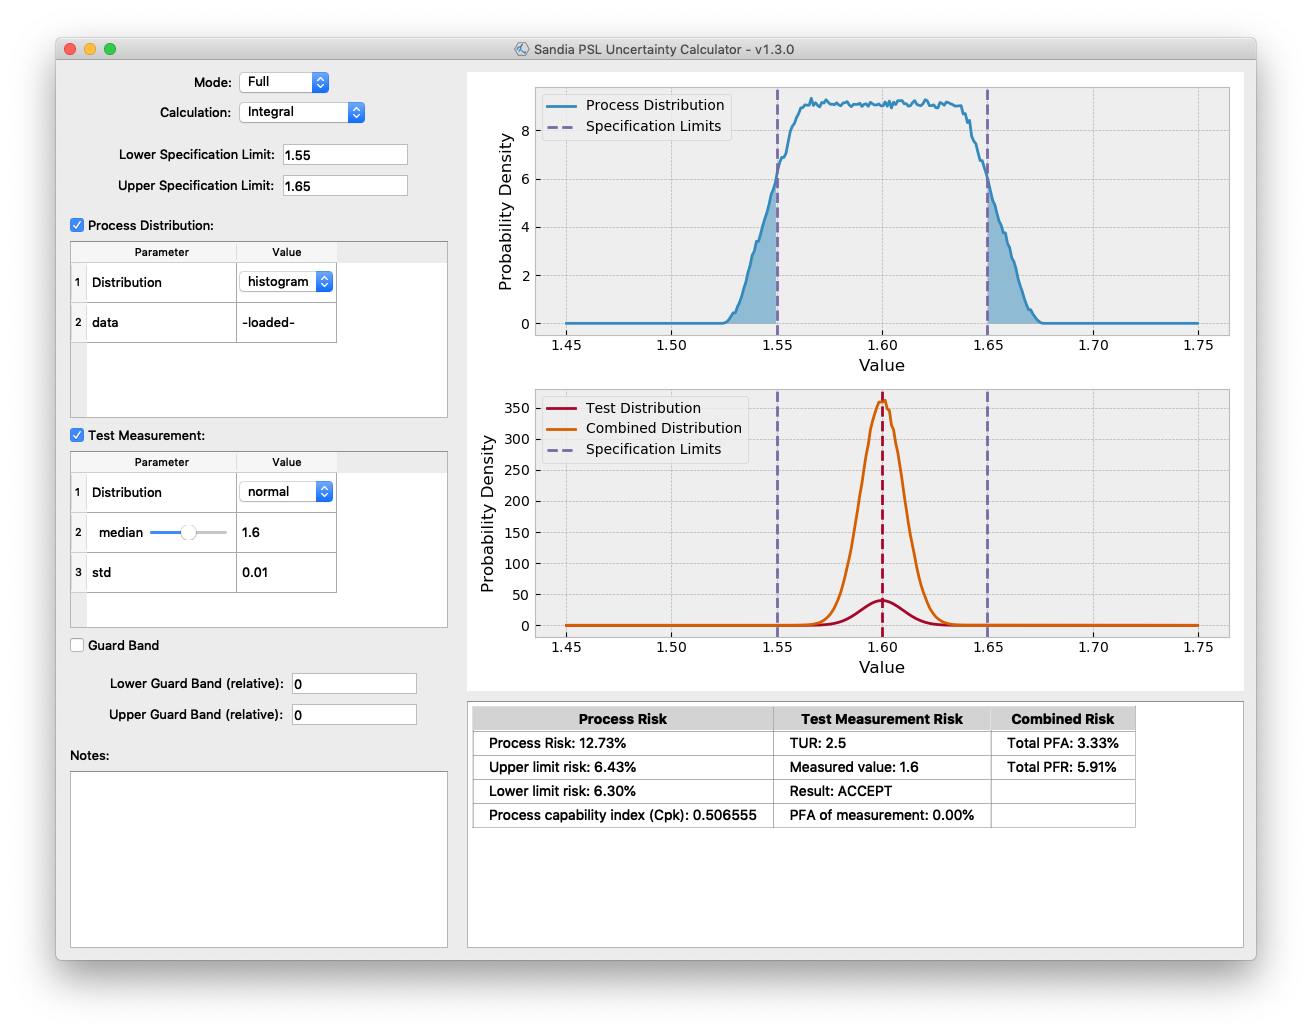 Sandia PSL Uncertainty Calculator - v1.3.0
Mode: Full
Calculation: Integral
Lower Specification Limit: 1.55
Upper Specification Limit: 1.65
Process Distribution:
Parameter Value
1 Distribution histogram
2 data -loaded-
Test Measurement:
Parameter Value
1 Distribution normal
2 median 1.6
3 std 0.01
Guard Band
Lower Guard Band (relative): 0
Upper Guard Band (relative): 0
Notes:
Process Distribution
Specification Limits
Probability Density
8
6
4
2
0
1.45 1.50 1.55 1.60 1.65 1.70 1.75
Value
Test Distribution
Combined Distribution
Specification Limits
Probability Density
350
300
250
200
150
100
50
0
1.45 1.50 1.55 1.60 1.65 1.70 1.75
Value
Process Risk Test Measurement Risk Combined Risk
Process Risk: 12.73% TUR: 2.5 Total PFA: 3.33%
Upper limit risk: 6.43% Measured value: 1.6 Total PFR: 5.91%
Lower limit risk: 6.30% Result: ACCEPT
Process capability index (Cpk): 0.506555 PFA of measurement: 0.00%